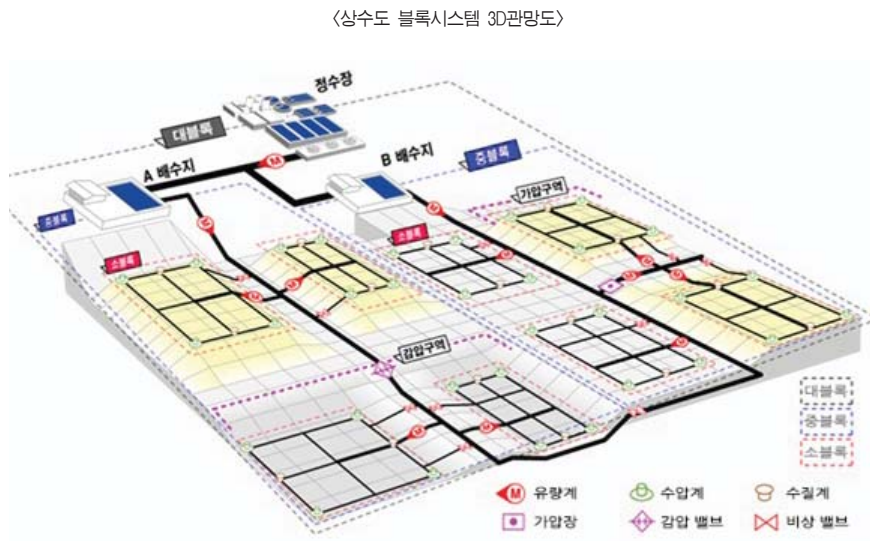 <상수도 블록시스템 3D관망도>
정수장
대블록
A 배수지
B 배수지
중블록
중블록
가압구역
소블록
소블록
감압구역
대블록
중블록
소블록
M 유량계
수압계
수질계
가압장
감압 밸브
비상 밸브